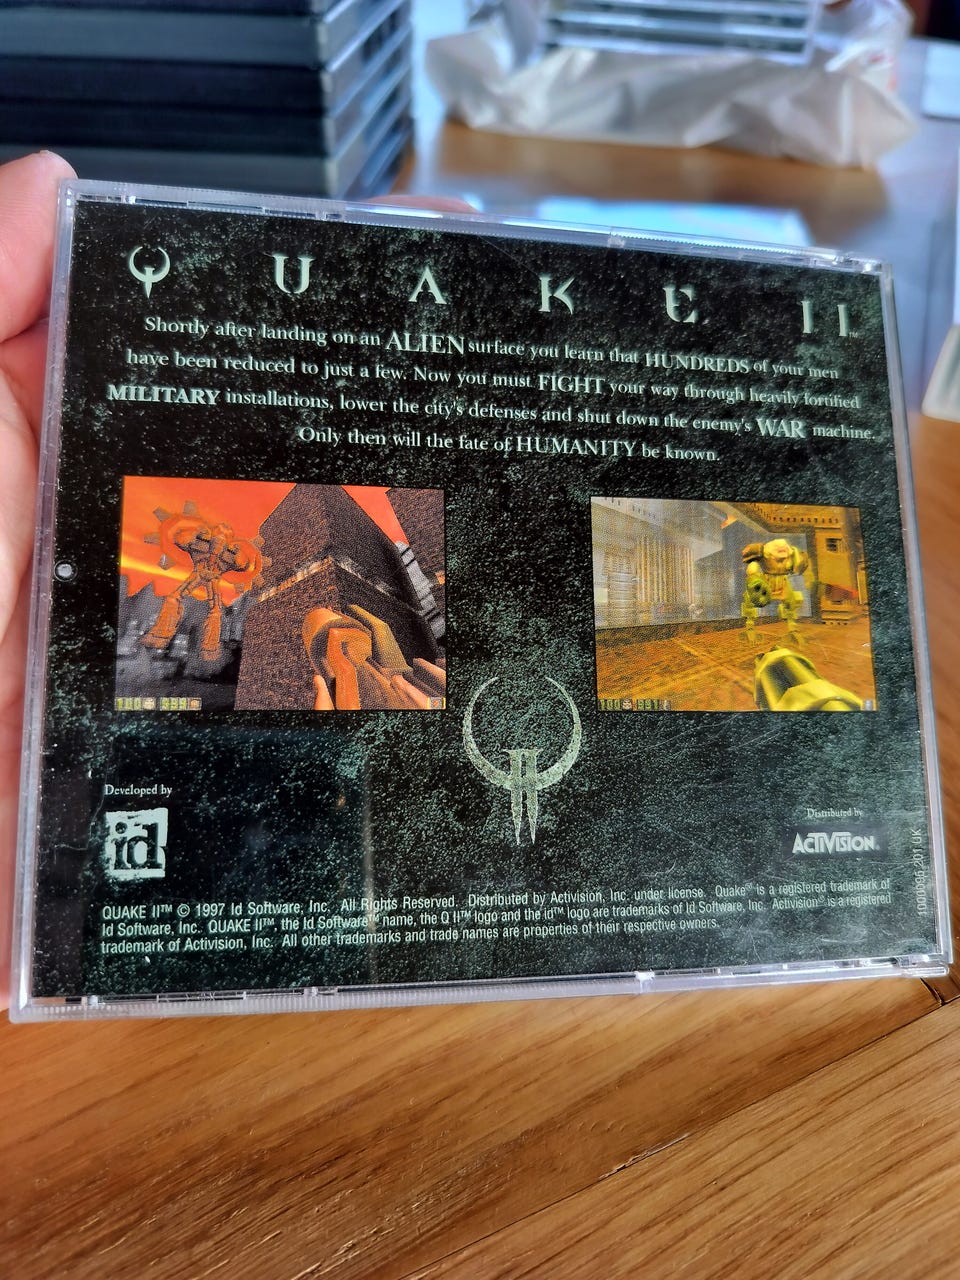 QUAKE II™
Shortly after landing on an ALIEN surface you learn that HUNDREDS of your men
have been reduced to just a few. Now you must FIGHT your way through heavily fortified
MILITARY installations, lower the city's defenses and shut down the enemy's WAR machine.
Only then will the fate of HUMANITY be known.
100
100
991
II
Developed by
id
Distributed by
ACTIVISION®
QUAKE II™ © 1997 Id Software, Inc. All Rights Reserved. Distributed by Activision, Inc. under license. Quake® is a registered trademark of
Id Software, Inc. QUAKE II™, the Id Software™ name, the Q II™ logo and the id™ logo are trademarks of Id Software, Inc. Activision® is a registered
trademark of Activision, Inc. All other trademarks and trade names are properties of their respective owners.